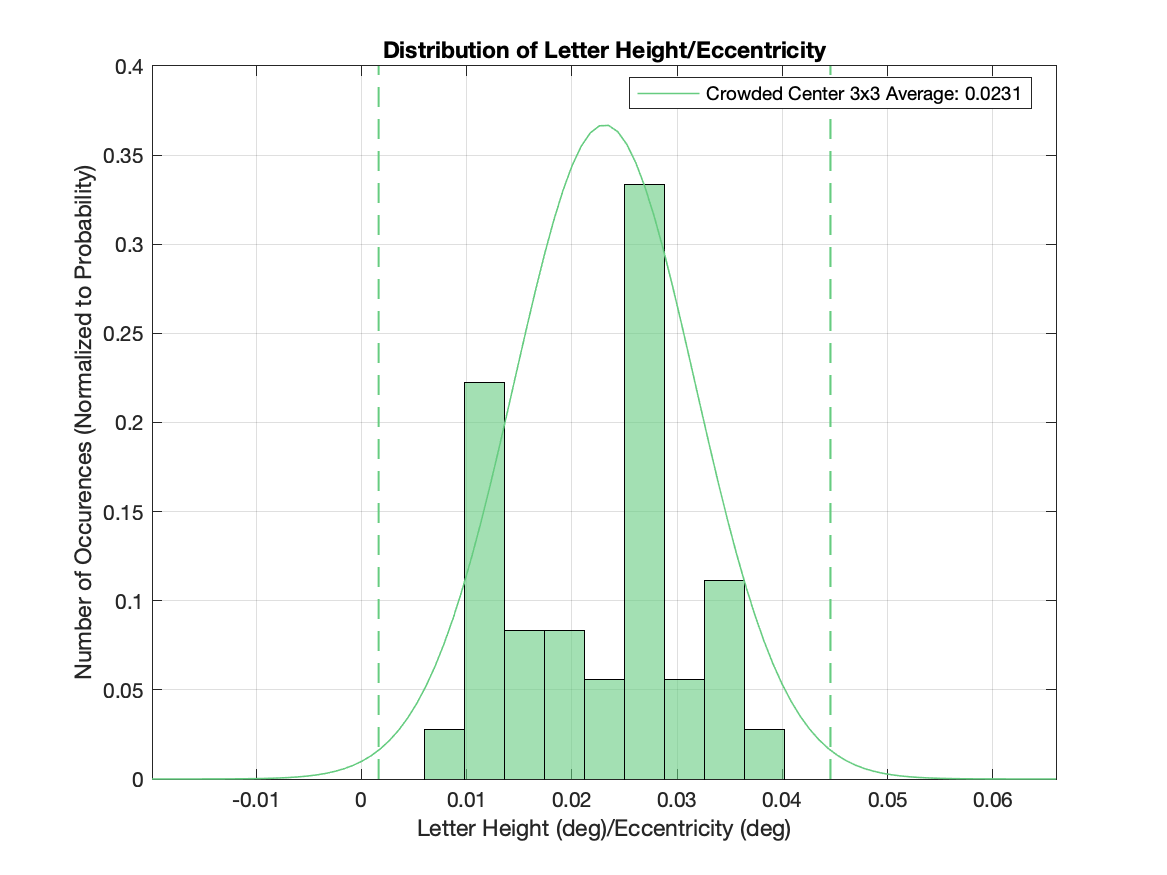 Distribution of Letter Height/Eccentricity
Crowded Center 3x3 Average: 0.0231
Number of Occurences (Normalized to Probability)
0.4
0.35
0.3
0.25
0.2
0.15
0.1
0.05
0
-0.01 0 0.01 0.02 0.03 0.04 0.05 0.06
Letter Height (deg)/Eccentricity (deg)